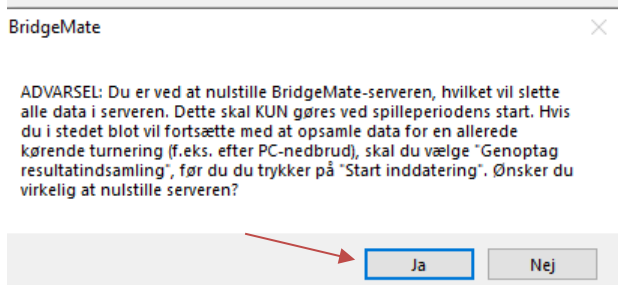 BridgeMate
ADVARSEL: Du er ved at nulstille BridgeMate-serveren, hvilket vil slette
alle data i serveren. Dette skal KUN gøres ved spilleperiodens start. Hvis
du i stedet blot vil fortsætte med at opsamle data for en allerede
kørende turnering (f.eks. efter PC-nedbrud), skal du vælge "Genoptag
resultatindsamling", før du du trykker på "Start inddatering". Ønsker du
virkelig at nulstille serveren?
Ja
Nej